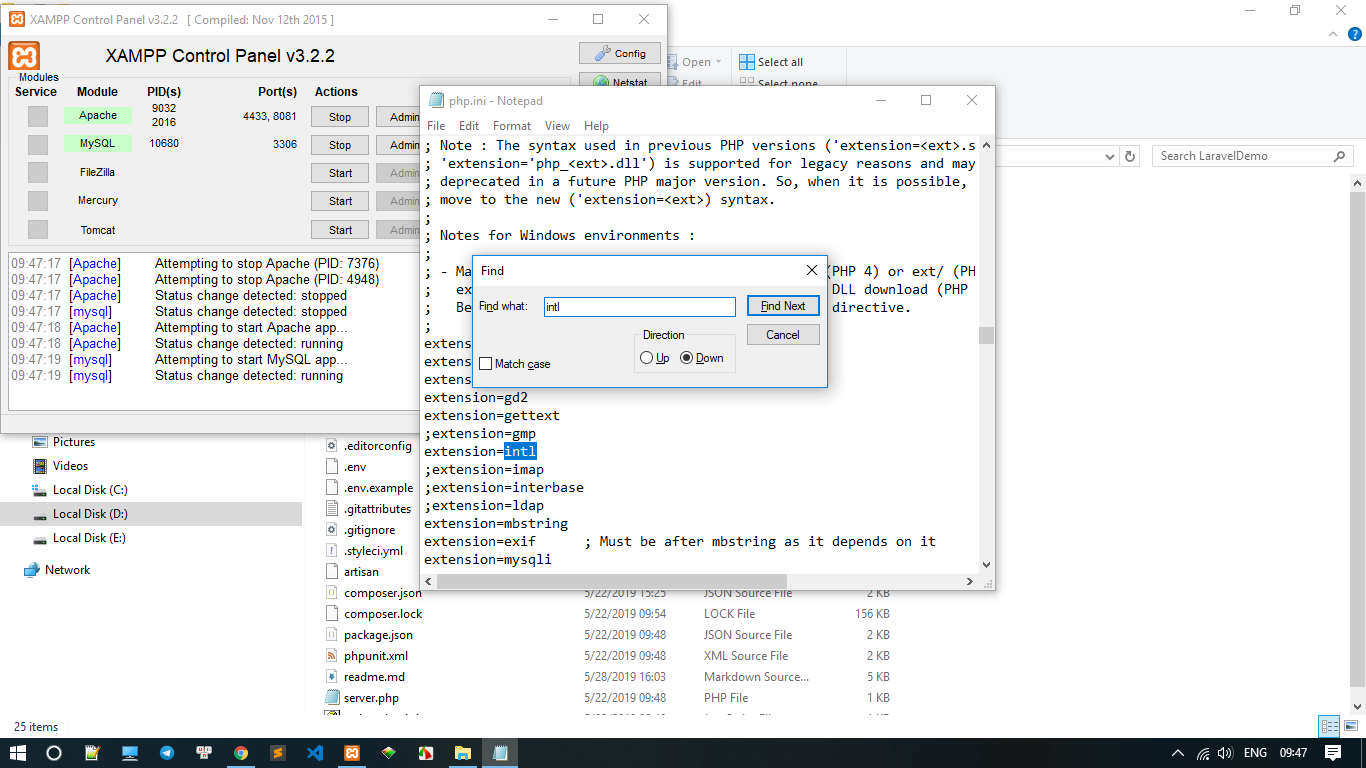 XAMPP Control Panel v3.2.2 [ Compiled: Nov 12th 2015 ]
XAMPP Control Panel v3.2.2
Config
Netstat
Modules
Service Module PID(s) Port(s) Actions
Apache 9032 2016 4433, 8081 Stop Admin
MySQL 10680 3306 Stop Admin
FileZilla Start Admin
Mercury Start Admin
Tomcat Start Admin
09:47:17 [Apache] Attempting to stop Apache (PID: 7376)
09:47:17 [Apache] Attempting to stop Apache (PID: 4948)
09:47:17 [Apache] Status change detected: stopped
09:47:17 [mysql] Status change detected: stopped
09:47:18 [Apache] Attempting to start Apache app...
09:47:18 [Apache] Status change detected: running
09:47:19 [mysql] Attempting to start MySQL app...
09:47:19 [mysql] Status change detected: running
Open
Edit
Select all
Select none
Search LaravelDemo
php.ini - Notepad
File Edit Format View Help
; Note : The syntax used in previous PHP versions ('extension=<ext>.s
; 'extension='php_<ext>.dll') is supported for legacy reasons and may
; deprecated in a future PHP major version. So, when it is possible,
; move to the new ('extension=<ext>) syntax.
;
; Notes for Windows environments :
;
; - Ma (PHP 4) or ext/ (PH
; ex DLL download (PHP
; Be directive.
;
extens
extens
extens
extension=gd2
extension=gettext
;extension=gmp
extension=intl
;extension=imap
;extension=interbase
;extension=ldap
extension=mbstring
extension=exif ; Must be after mbstring as it depends on it
extension=mysqli
Find
Find what: intl
Find Next
Cancel
Direction
Up Down
Match case
Pictures
Videos
Local Disk (C:)
Local Disk (D:)
Local Disk (E:)
Network
.editorconfig
.env
.env.example
.gitattributes
.gitignore
.styleci.yml
artisan
composer.json 5/22/2019 15:25 JSON Source File 2 KB
composer.lock 5/22/2019 09:54 LOCK File 156 KB
package.json 5/22/2019 09:48 JSON Source File 2 KB
phpunit.xml 5/22/2019 09:48 XML Source File 2 KB
readme.md 5/28/2019 16:03 Markdown Source... 5 KB
server.php 5/22/2019 09:48 PHP File 1 KB
25 items
ENG 09:47